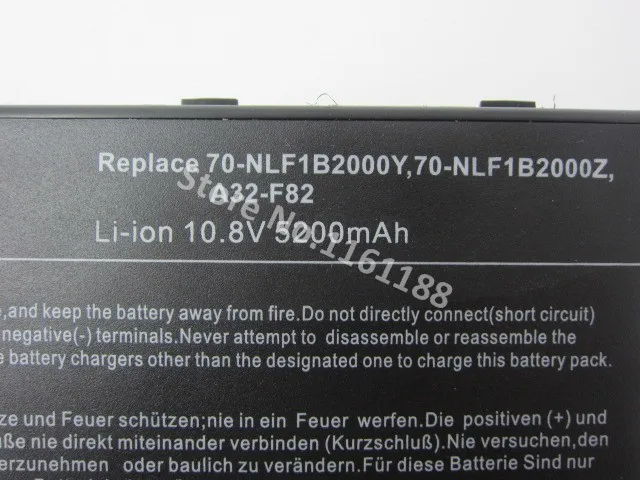 Replace 70-NLF1B2000Y,70-NLF1B2000Z,
A32-F82
Li-ion 10.8V 5200mAh
Store No.:1161188
,and keep the battery away from fire.Do not directly connect(short circuit)
negative(-) terminals.Never attempt to disassemble or reassemble the
battery chargers other than the designated one to charge this battery pack.
ze und Feuer schützen;nie in ein Feuer werfen.Die positiven (+) und
aße nie direkt miteinander verbinden (Kurzschluß). Nie versuchen,den
erzunehmen oder baulich zu verändern.Für diese Batterie Sind nur